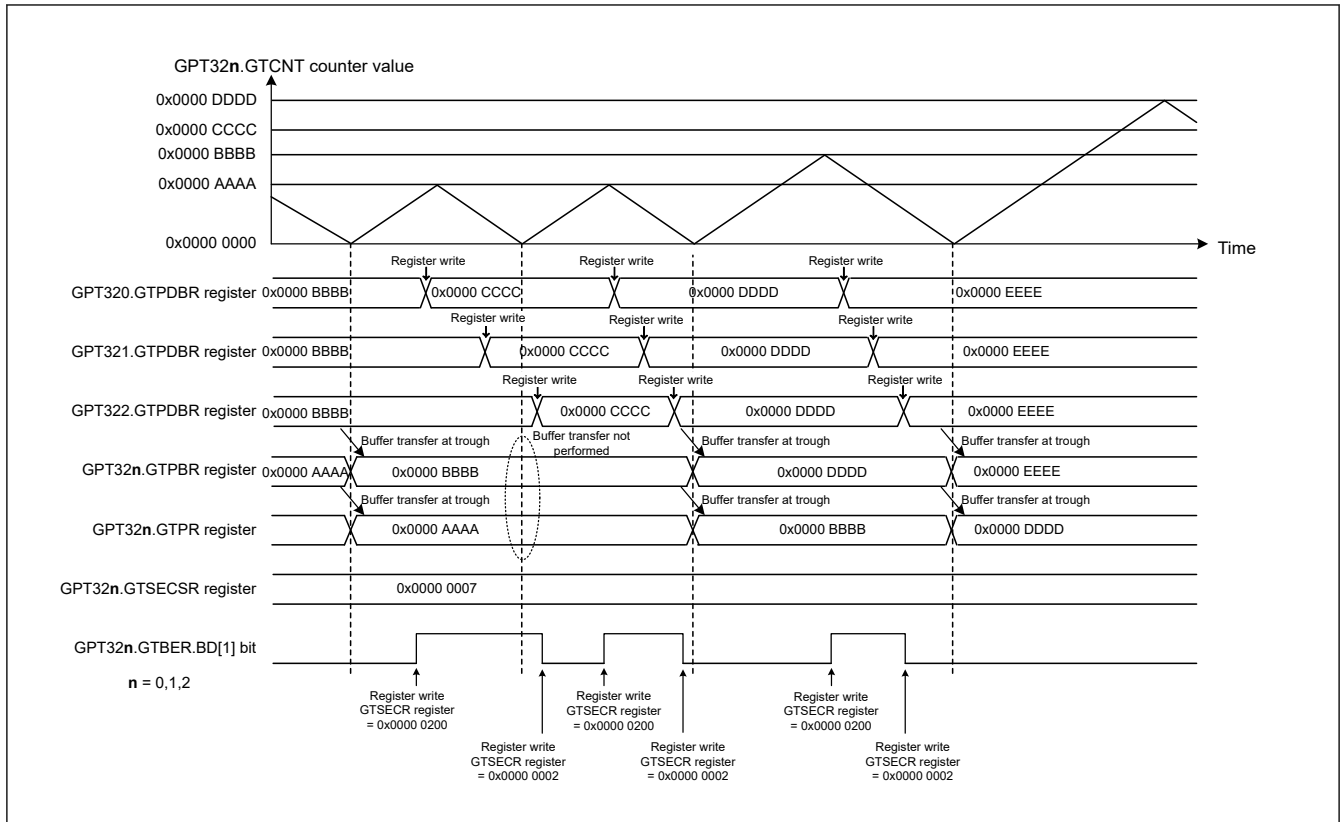 GPT32n.GTCNT counter value
0x0000 DDDD
0x0000 CCCC
0x0000 BBBB
0x0000 AAAA
0x0000 0000
Time
Register write Register write Register write
GPT320.GTPDBR register 0x0000 BBBB 0x0000 CCCC 0x0000 DDDD 0x0000 EEEE
Register write Register write Register write
GPT321.GTPDBR register 0x0000 BBBB 0x0000 CCCC 0x0000 DDDD 0x0000 EEEE
Register write Register write Register write
GPT322.GTPDBR register 0x0000 BBBB 0x0000 CCCC 0x0000 DDDD 0x0000 EEEE
Buffer transfer at trough Buffer transfer not Buffer transfer at trough Buffer transfer at trough
performed
GPT32n.GTPBR register 0x0000 AAAA 0x0000 BBBB 0x0000 DDDD 0x0000 EEEE
Buffer transfer at trough Buffer transfer at trough Buffer transfer at trough
GPT32n.GTPR register 0x0000 AAAA 0x0000 BBBB 0x0000 DDDD
GPT32n.GTSECSR register 0x0000 0007
GPT32n.GTBER.BD[1] bit
n = 0,1,2
Register write Register write Register write
GTSECR register GTSECR register GTSECR register
= 0x0000 0200 = 0x0000 0200 = 0x0000 0200
Register write Register write Register write
GTSECR register GTSECR register GTSECR register
= 0x0000 0002 = 0x0000 0002 = 0x0000 0002